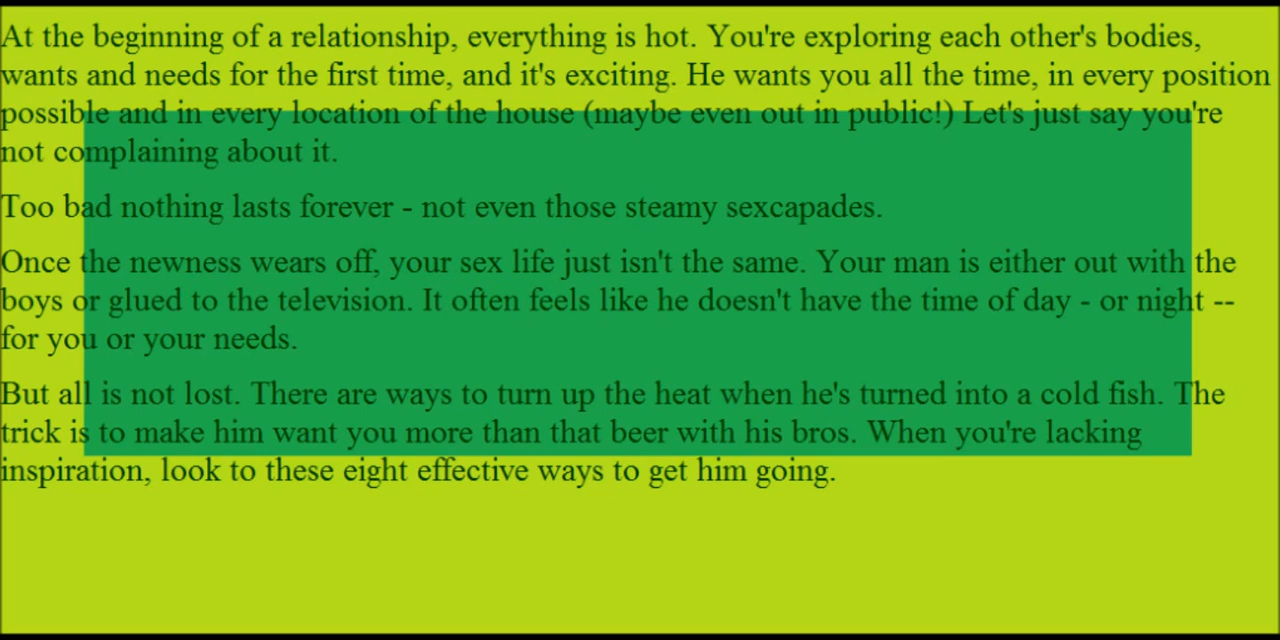 At the beginning of a relationship, everything is hot. You're exploring each other's bodies,
wants and needs for the first time, and it's exciting. He wants you all the time, in every position
possible and in every location of the house (maybe even out in public!) Let's just say you're
not complaining about it.
Too bad nothing lasts forever - not even those steamy sexcapades.
Once the newness wears off, your sex life just isn't the same. Your man is either out with the
boys or glued to the television. It often feels like he doesn't have the time of day - or night --
for you or your needs.
But all is not lost. There are ways to turn up the heat when he's turned into a cold fish. The
trick is to make him want you more than that beer with his bros. When you're lacking
inspiration, look to these eight effective ways to get him going.